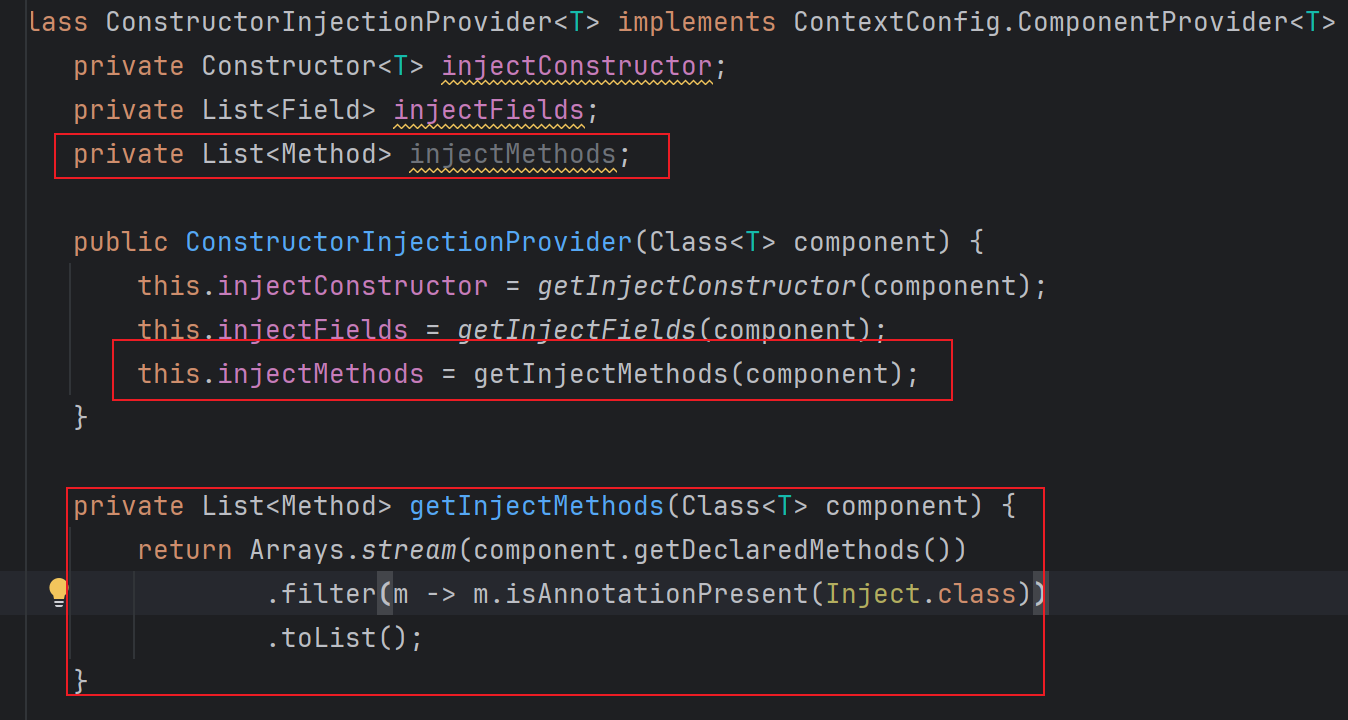 lass ConstructorInjectionProvider<T> implements ContextConfig.ComponentProvider<T>
private Constructor<T> injectConstructor;
private List<Field> injectFields;
private List<Method> injectMethods;
public ConstructorInjectionProvider(Class<T> component) {
this.injectConstructor = getInjectConstructor(component);
this.injectFields = getInjectFields(component);
this.injectMethods = getInjectMethods(component);
}
private List<Method> getInjectMethods(Class<T> component) {
return Arrays.stream(component.getDeclaredMethods())
.filter(m -> m.isAnnotationPresent(Inject.class))
.toList();
}